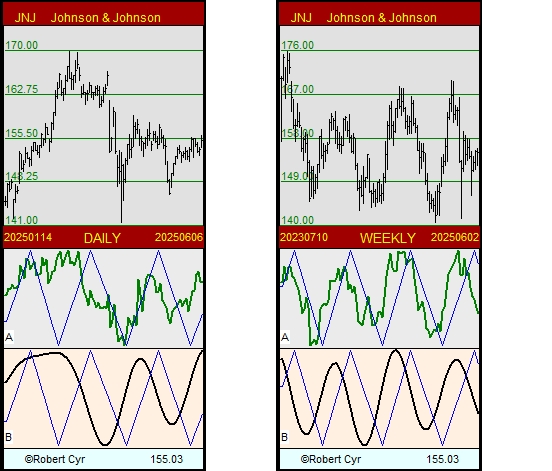 JNJ Johnson & Johnson
170.00
162.75
155.50
148.25
141.00
20250114 DAILY 20250606
A
B
©Robert Cyr 155.03
JNJ Johnson & Johnson
176.00
167.00
158.00
149.00
140.00
20230710 WEEKLY 20250602
A
B
©Robert Cyr 155.03